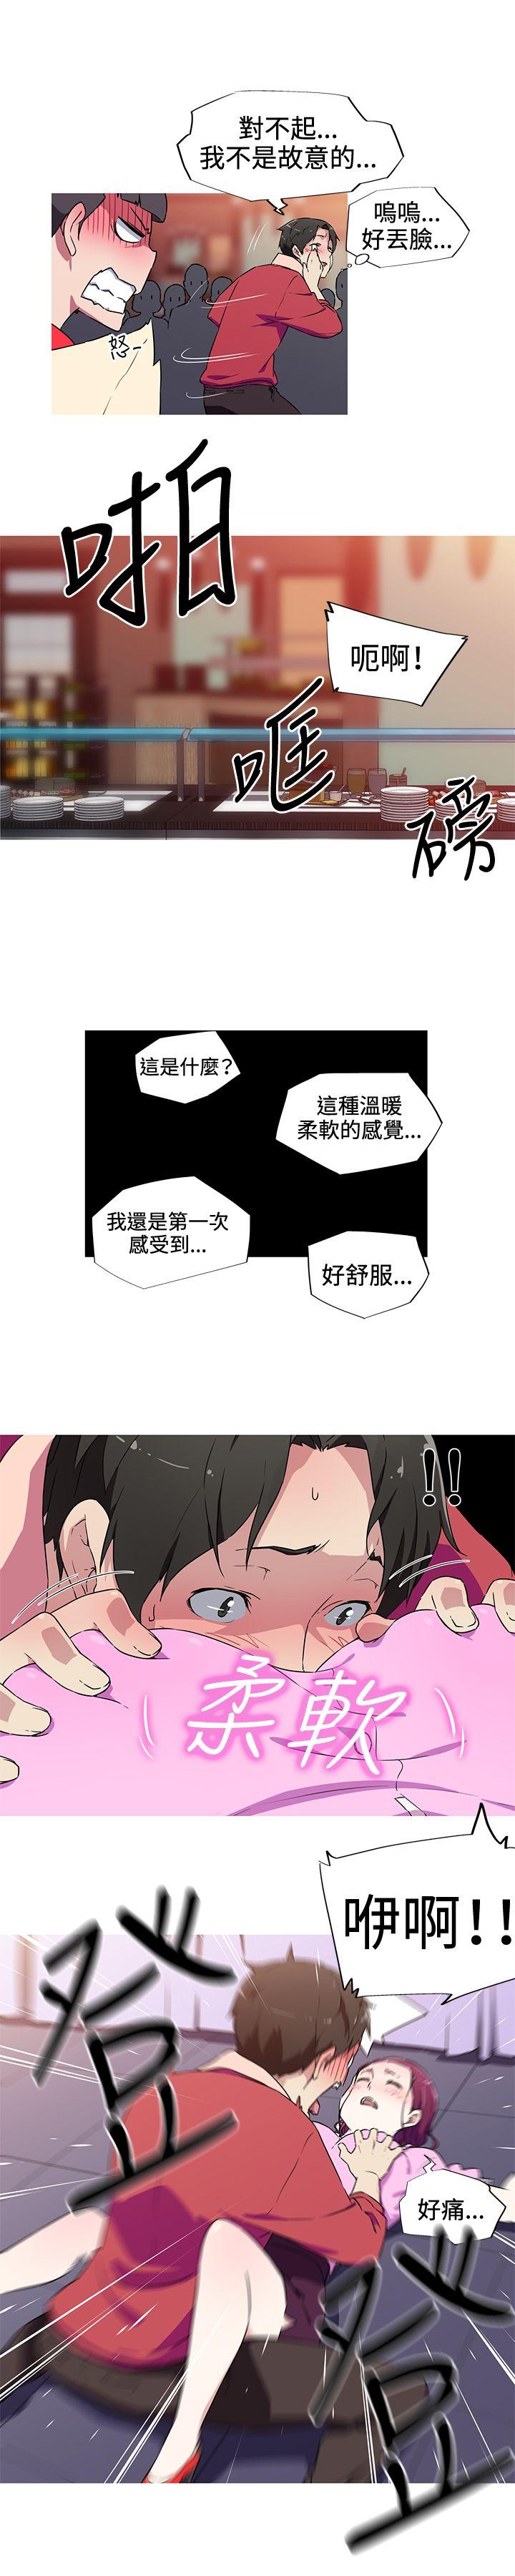 對不起...
我不是故意的...
嗚嗚...
好丟臉...
怒~
啪
呃啊!
哐
磅
這是什麼?
這種溫暖
柔軟的感覺...
我還是第一次
感受到...
好舒服...
!!
柔軟
咿啊!!
登
好痛...
登